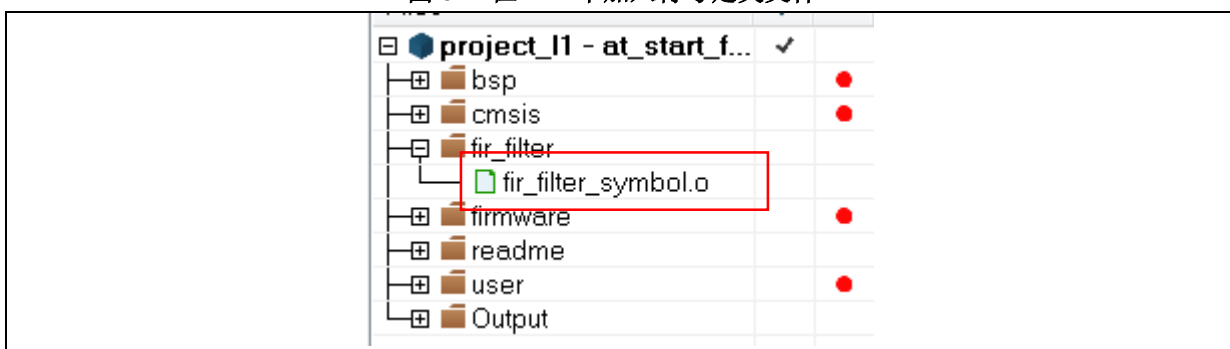 project_l1 - at_start_f...
bsp
cmsis
fir_filter
fir_filter_symbol.o
firmware
readme
user
Output